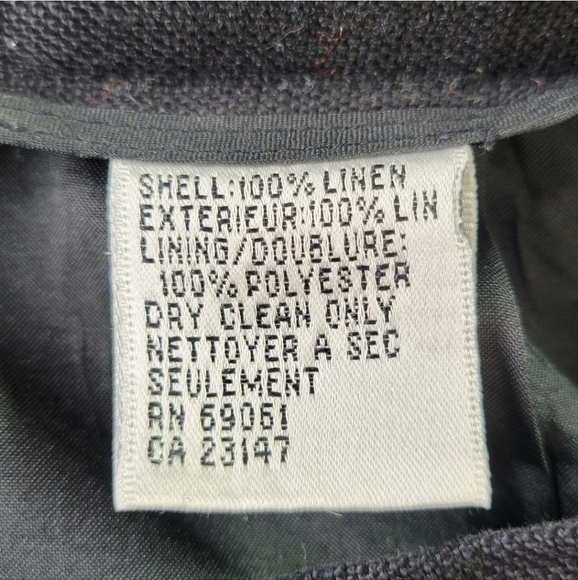 SHELL:100% LINEN
EXTERIEUR:100% LIN
LINING/DOUBLURE:
100% POLYESTER
DRY CLEAN ONLY
NETTOYER A SEC
SEULEMENT
RN 69061
CA 23147